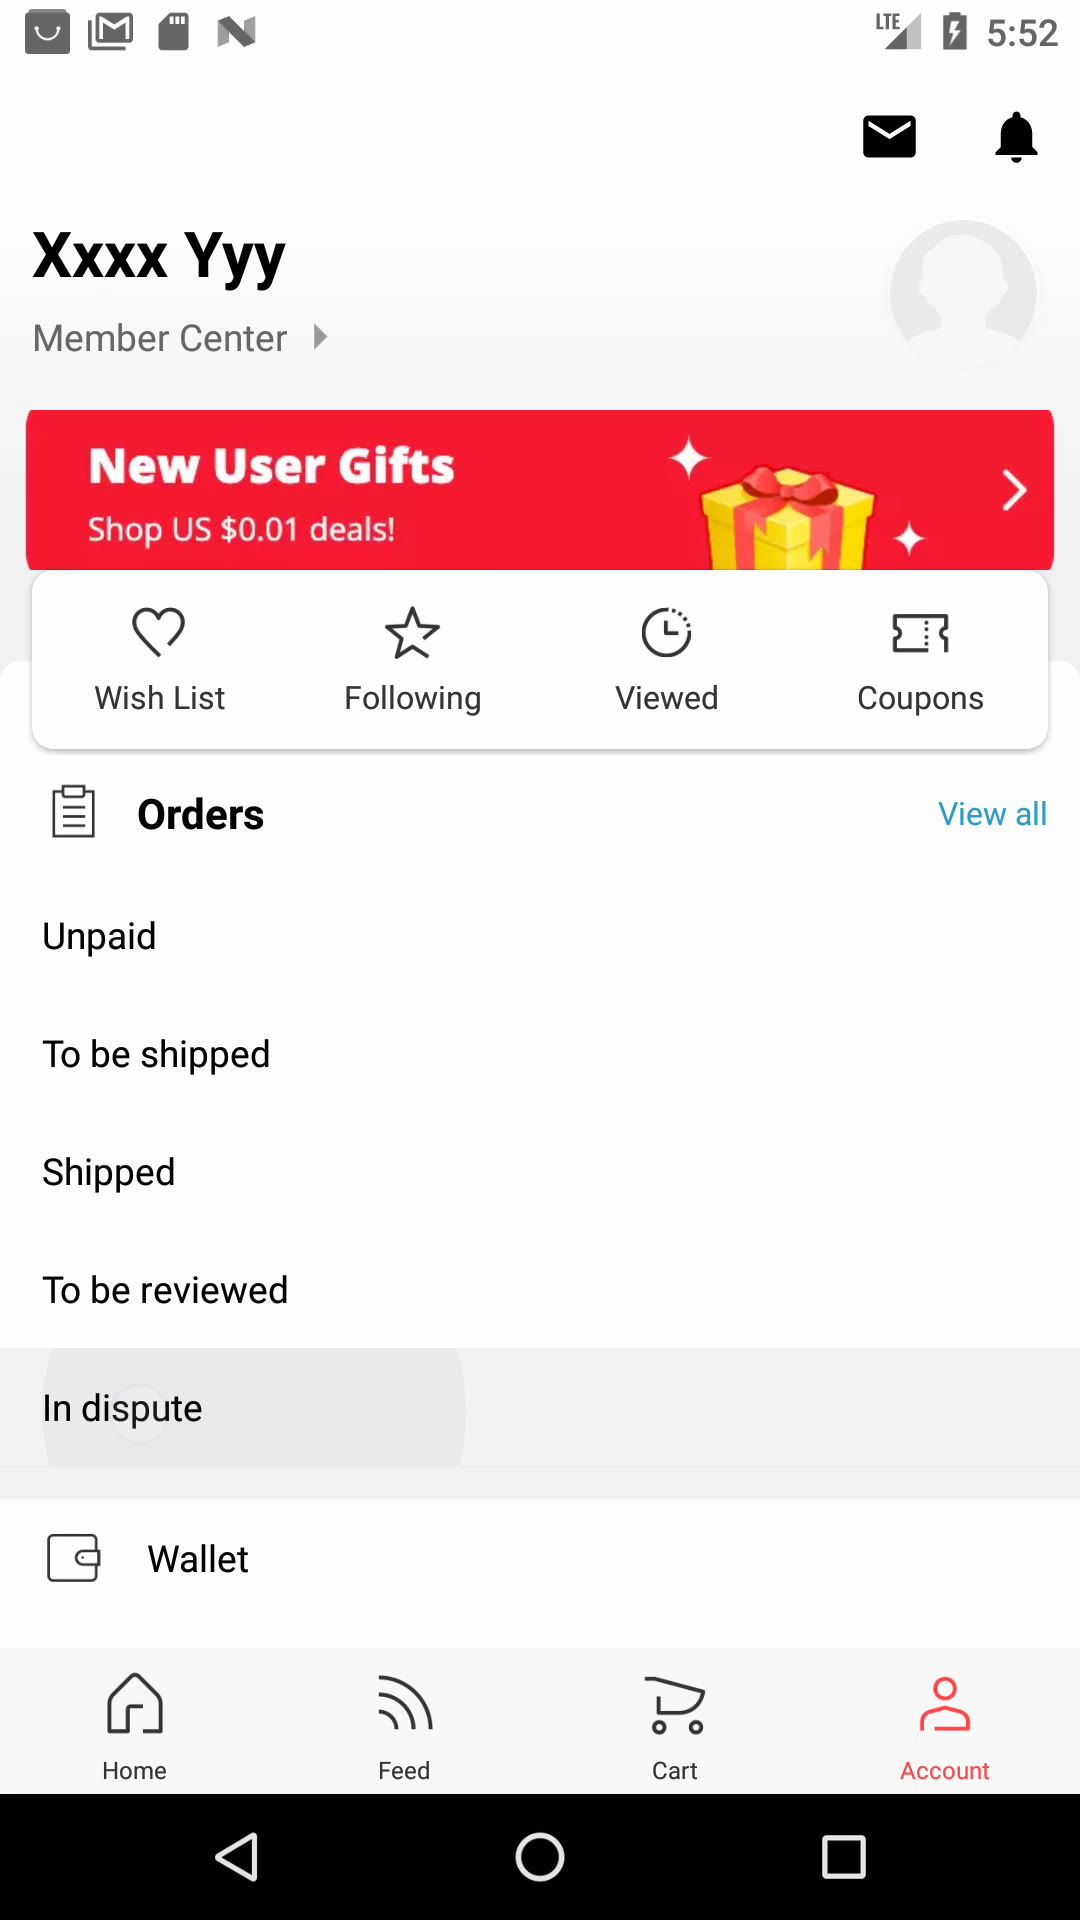 LTE 5:52
Xxxx Yyy
Member Center
New User Gifts
Shop US $0.01 deals!
Wish List Following Viewed Coupons
Orders View all
Unpaid
To be shipped
Shipped
To be reviewed
In dispute
Wallet
Home Feed Cart Account